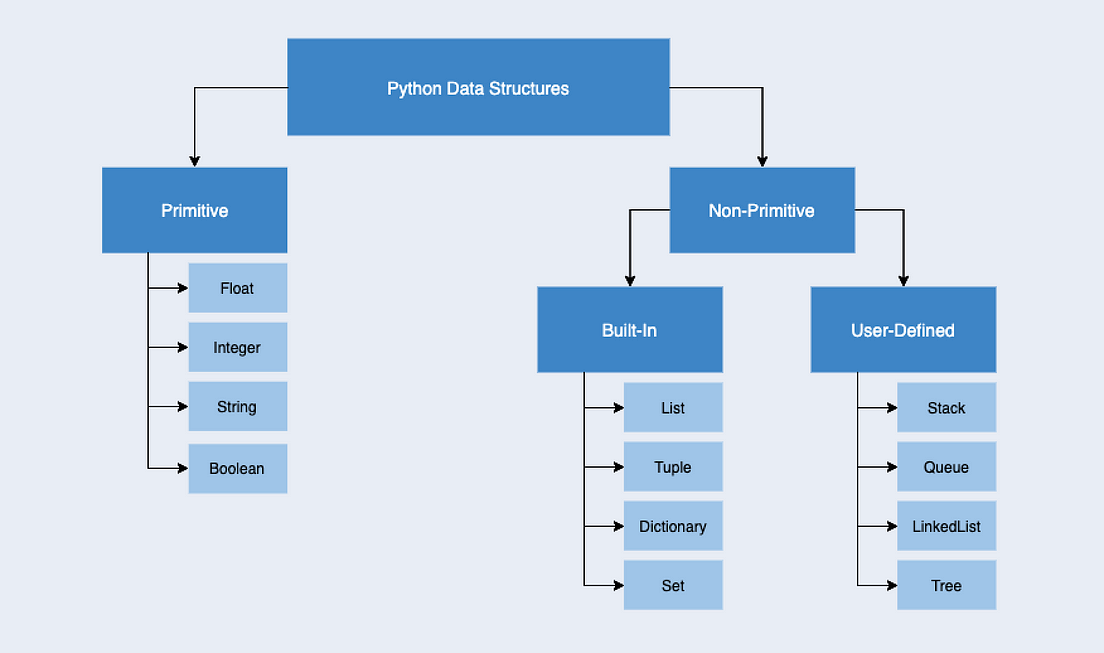 Python Data Structures
Primitive
Non-Primitive
Float
Integer
String
Boolean
Built-In
User-Defined
List
Tuple
Dictionary
Set
Stack
Queue
LinkedList
Tree